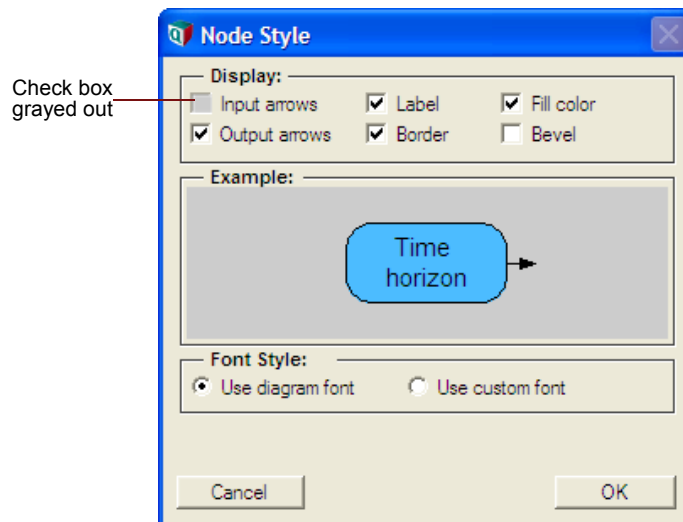 Node Style
Check box
grayed out
Display:
Input arrows Label Fill color
Output arrows Border Bevel
Example:
Time
horizon
Font Style:
Use diagram font Use custom font
Cancel OK